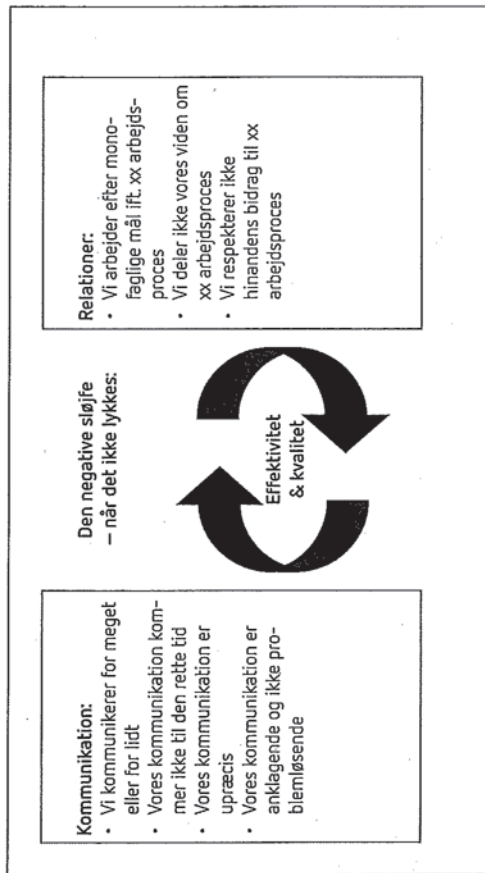 Kommunikation:
• Vi kommunikerer for meget
eller for lidt
• Vores kommunikation kom-
mer ikke til den rette tid
• Vores kommunikation er
upræcis
• Vores kommunikation er
anklagende og ikke pro-
blemløsende
Den negative sløjfe
– når det ikke lykkes:
Effektivitet
& kvalitet
Relationer:
• Vi arbejder efter mono-
faglige mål ift. xx arbejds-
proces
• Vi deler ikke vores viden om
xx arbejdsproces
• Vi respekterer ikke
hinandens bidrag til xx
arbejdsproces